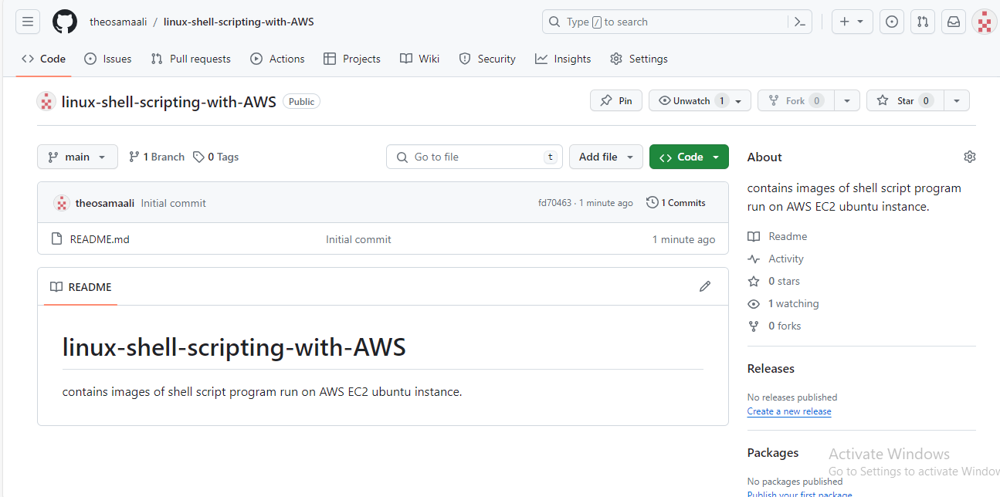 theosamaali / linux-shell-scripting-with-AWS
Type / to search
Code Issues Pull requests Actions Projects Wiki Security Insights Settings
linux-shell-scripting-with-AWS Public
Pin Unwatch 1 Fork 0 Star 0
main 1 Branch 0 Tags Go to file t Add file Code
theosamaali Initial commit fd70463 · 1 minute ago 1 Commits
README.md Initial commit 1 minute ago
README
linux-shell-scripting-with-AWS
contains images of shell script program run on AWS EC2 ubuntu instance.
About
contains images of shell script program
run on AWS EC2 ubuntu instance.
Readme
Activity
0 stars
1 watching
0 forks
Releases
No releases published
Create a new release
Packages
No packages published
Publish your first package
Activate Windows
Go to Settings to activate Window